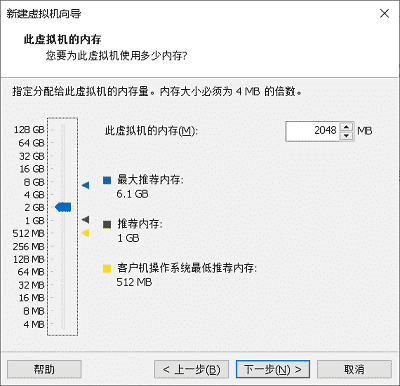 新建虚拟机向导
此虚拟机的内存
您要为此虚拟机使用多少内存?
指定分配给此虚拟机的内存量。内存大小必须为 4 MB 的倍数。
128 GB
64 GB
32 GB
16 GB
8 GB
4 GB
2 GB
1 GB
512 MB
256 MB
128 MB
64 MB
32 MB
16 MB
8 MB
4 MB
此虚拟机的内存(M): 2048 MB
最大推荐内存:
6.1 GB
推荐内存:
1 GB
客户机操作系统最低推荐内存:
512 MB
帮助 < 上一步(B) 下一步(N) > 取消